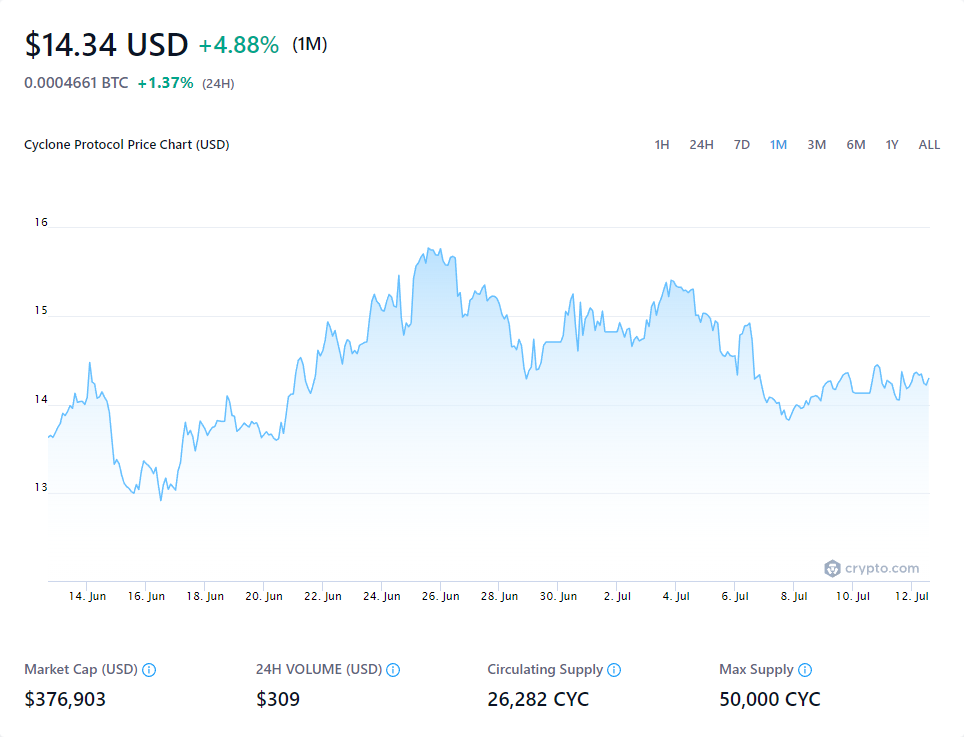 $14.34 USD +4.88% (1M)
0.0004661 BTC +1.37% (24H)
Cyclone Protocol Price Chart (USD)
1H 24H 7D 1M 3M 6M 1Y ALL
16
15
14
13
crypto.com
14. Jun 16. Jun 18. Jun 20. Jun 22. Jun 24. Jun 26. Jun 28. Jun 30. Jun 2. Jul 4. Jul 6. Jul 8. Jul 10. Jul 12. Jul
Market Cap (USD) 24H VOLUME (USD) Circulating Supply Max Supply
$376,903 $309 26,282 CYC 50,000 CYC